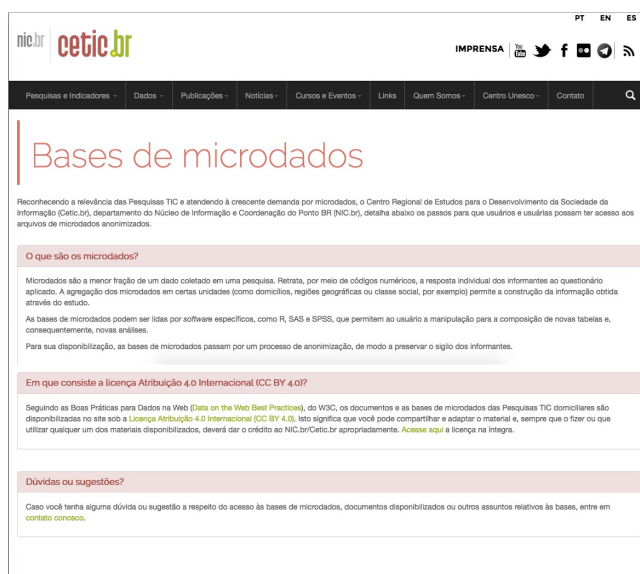 PT EN ES
nic.br cetic.br
IMPRENSA You Tube
Pesquisas e Indicadores Dados Publicações Notícias Cursos e Eventos Links Quem Somos Centro Unesco Contato
Bases de microdados
Reconhecendo a relevância das Pesquisas TIC e atendendo à crescente demanda por microdados, o Centro Regional de Estudos para o Desenvolvimento da Sociedade da
Informação (Cetic.br), departamento do Núcleo de Informação e Coordenação do Ponto BR (NIC.br), detalha abaixo os passos para que usuários e usuárias possam ter acesso aos
arquivos de microdados anonimizados.
O que são os microdados?
Microdados são a menor fração de um dado coletado em uma pesquisa. Retrata, por meio de códigos numéricos, a resposta individual dos informantes ao questionário
aplicado. A agregação dos microdados em certas unidades (como domicílios, regiões geográficas ou classe social, por exemplo) permite a construção da informação obtida
através do estudo.
As bases de microdados podem ser lidas por software específicos, como R, SAS e SPSS, que permitem ao usuário a manipulação para a composição de novas tabelas e,
consequentemente, novas análises.
Para sua disponibilização, as bases de microdados passam por um processo de anonimização, de modo a preservar o sigilo dos informantes.
Em que consiste a licença Atribuição 4.0 Internacional (CC BY 4.0)?
Seguindo as Boas Práticas para Dados na Web (Data on the Web Best Practices), do W3C, os documentos e as bases de microdados das Pesquisas TIC domiciliares são
disponibilizadas no site sob a Licença Atribuição 4.0 Internacional (CC BY 4.0). Isto significa que você pode compartilhar e adaptar o material e, sempre que o fizer ou que
utilizar qualquer um dos materiais disponibilizados, deverá dar o crédito ao NIC.br/Cetic.br apropriadamente. Acesse aqui a licença na íntegra.
Dúvidas ou sugestões?
Caso você tenha alguma dúvida ou sugestão a respeito do acesso às bases de microdados, documentos disponibilizados ou outros assuntos relativos às bases, entre em
contato conosco.